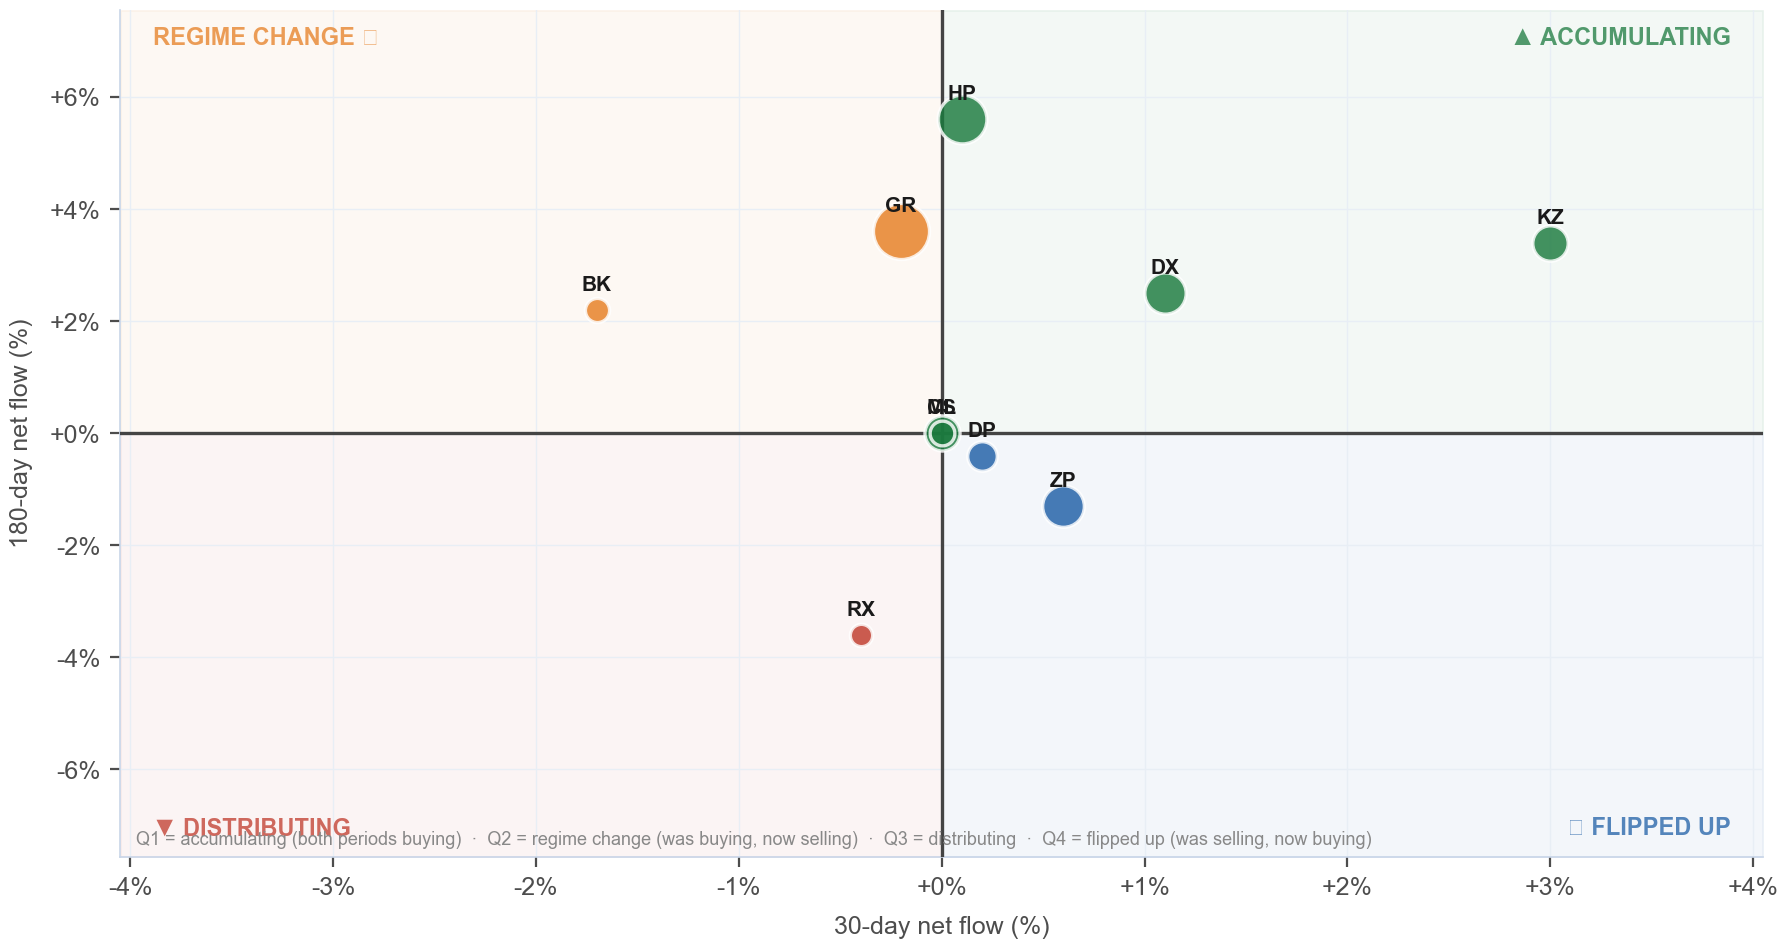 REGIME CHANGE
▲ ACCUMULATING
+6%
HP
+4%
GR
KZ
DX
BK
+2%
+0%
DP
ZP
-2%
RX
-4%
-6%
▼ DISTRIBUTING
FLIPPED UP
Q1 = accumulating (both periods buying) · Q2 = regime change (was buying, now selling) · Q3 = distributing · Q4 = flipped up (was selling, now buying)
-4%
-3%
-2%
-1%
+0%
+1%
+2%
+3%
+4%
30-day net flow (%)
180-day net flow (%)